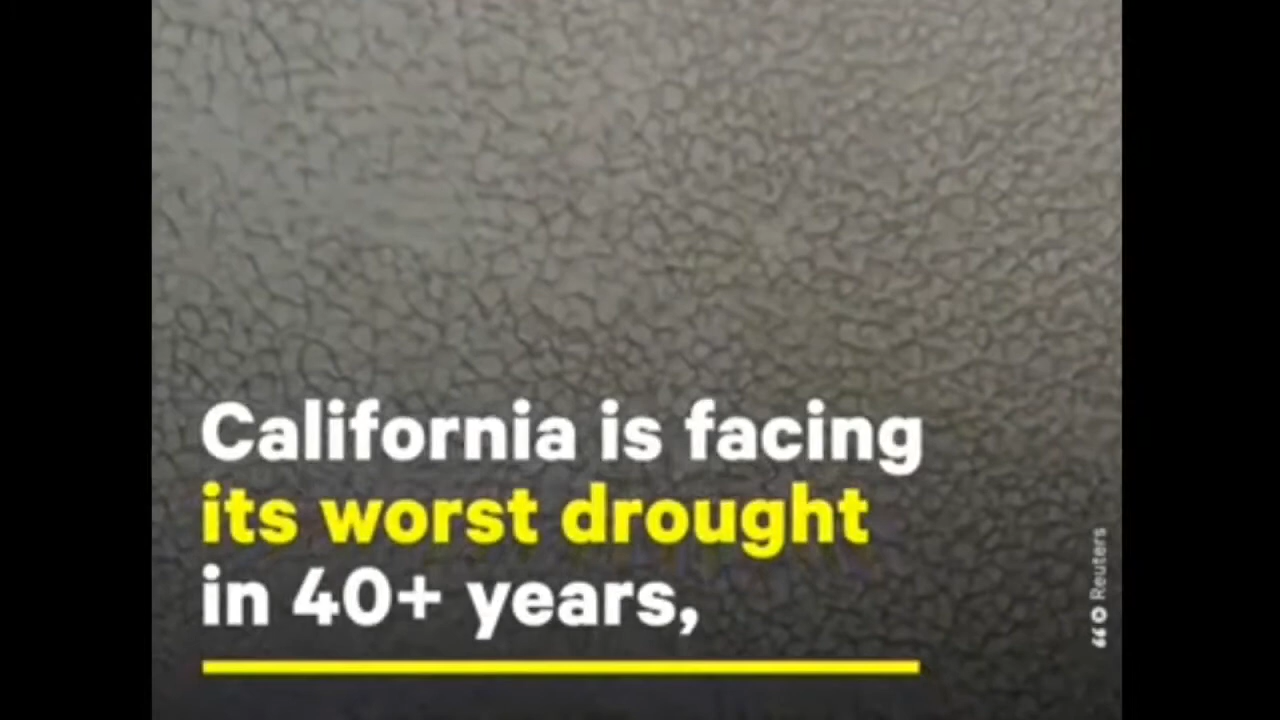 California is facing
its worst drought
in 40+ years,
Reuters